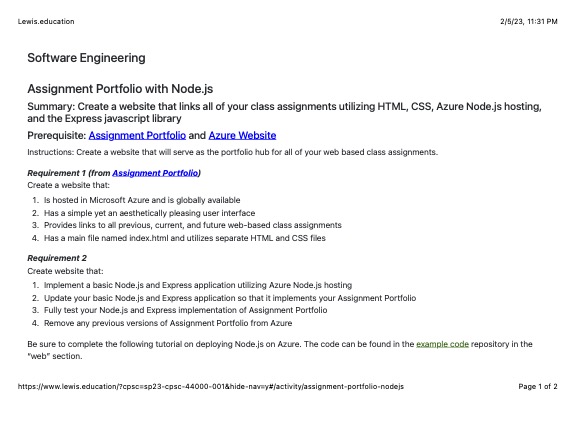 Lewis.education 2/5/23, 11:31 PM
Software Engineering
Assignment Portfolio with Node.js
Summary: Create a website that links all of your class assignments utilizing HTML, CSS, Azure Node.js hosting,
and the Express javascript library
Prerequisite: Assignment Portfolio and Azure Website
Instructions: Create a website that will serve as the portfolio hub for all of your web based class assignments.
Requirement 1 (from Assignment Portfolio)
Create a website that:
1. Is hosted in Microsoft Azure and is globally available
2. Has a simple yet an aesthetically pleasing user interface
3. Provides links to all previous, current, and future web-based class assignments
4. Has a main file named index.html and utilizes separate HTML and CSS files
Requirement 2
Create website that:
1. Implement a basic Node.js and Express application utilizing Azure Node.js hosting
2. Update your basic Node.js and Express application so that it implements your Assignment Portfolio
3. Fully test your Node.js and Express implementation of Assignment Portfolio
4. Remove any previous versions of Assignment Portfolio from Azure
Be sure to complete the following tutorial on deploying Node.js on Azure. The code can be found in the example code repository in the
"web" section.
https://www.lewis.education/?cpsc=sp23-cpsc-44000-001&hide-nav=y#/activity/assignment-portfolio-nodejs Page 1 of 2